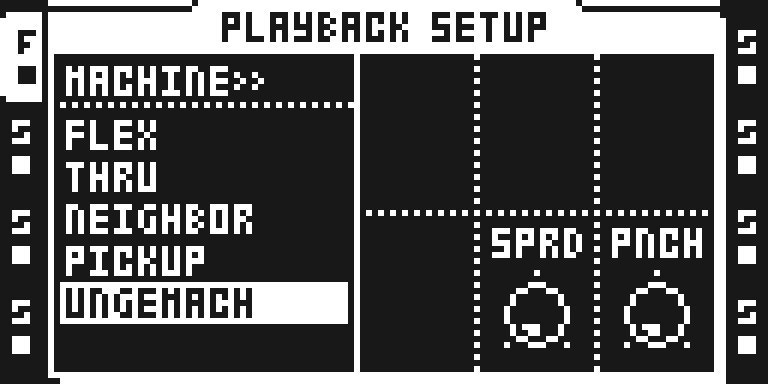 PLAYBACK SETUP
F
MACHINE>>
FLEX
THRU
NEIGHBOR
PICKUP
UNGEMACH
SPRD PNCH
S
S
S
S
S
S
S